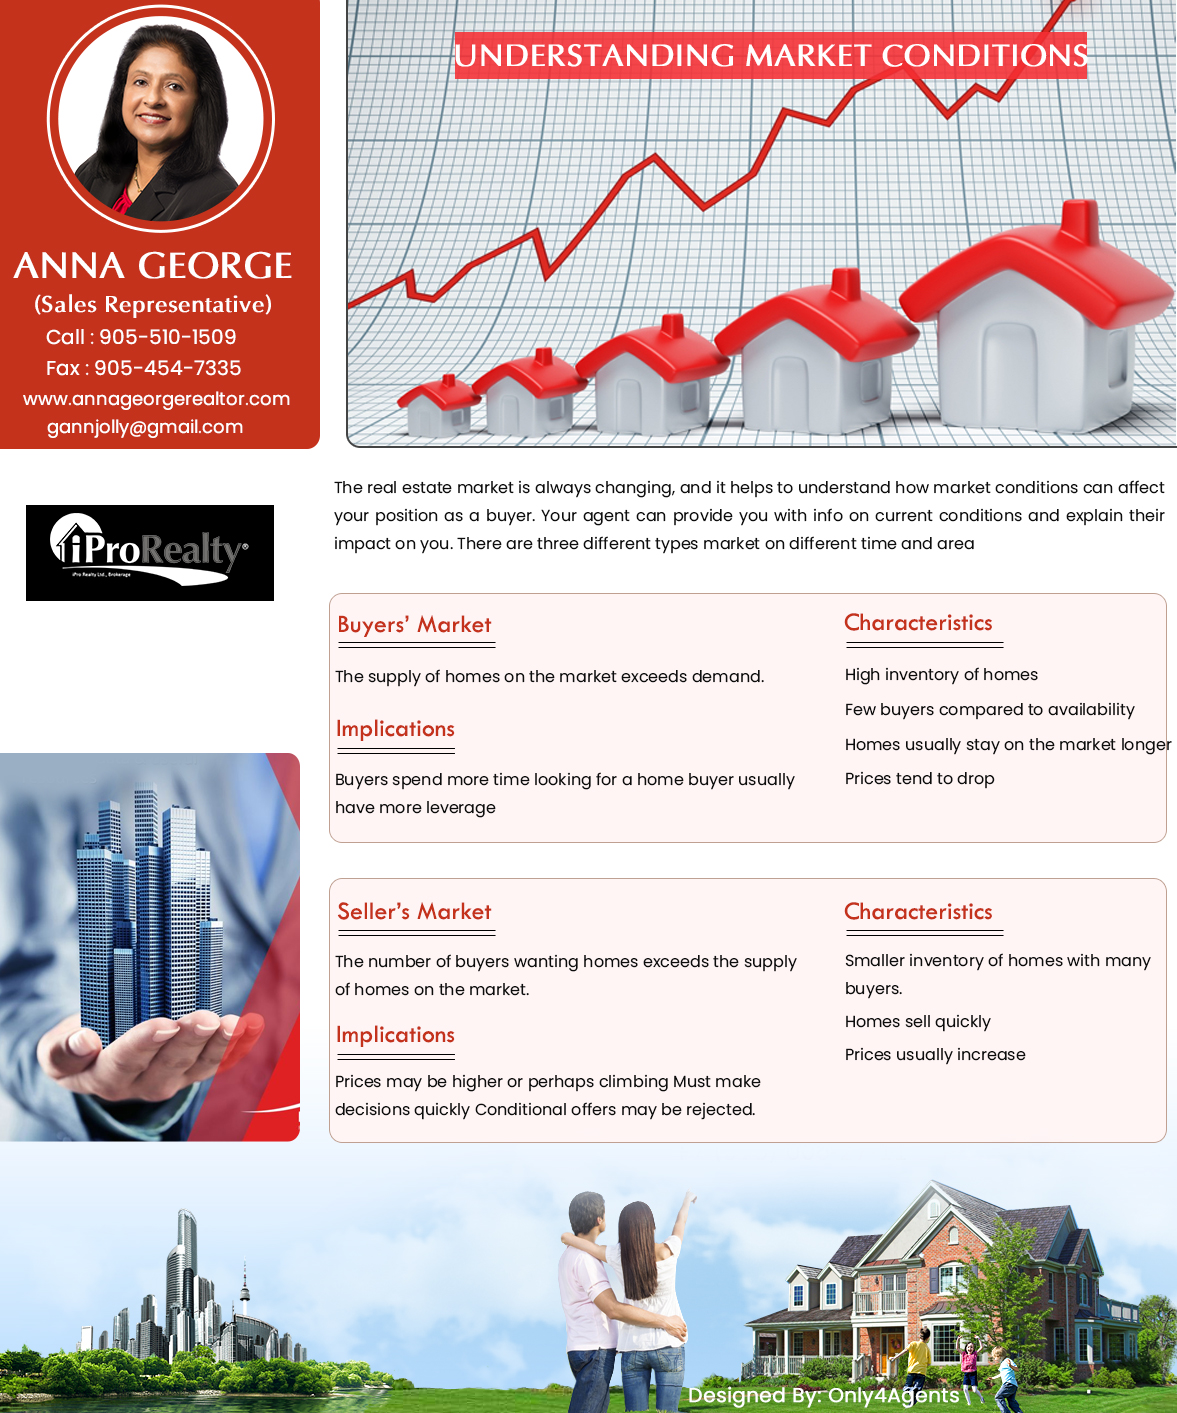 UNDERSTANDING MARKET CONDITIONS
ANNA GEORGE
(Sales Representative)
Call : 905-510-1509
Fax : 905-454-7335
www.annageorgerealtor.com
gannjolly@gmail.com
iProRealty®
iPro Realty Ltd., Brokerage
The real estate market is always changing, and it helps to understand how market conditions can affect
your position as a buyer. Your agent can provide you with info on current conditions and explain their
impact on you. There are three different types market on different time and area
Buyers’ Market
The supply of homes on the market exceeds demand.
Implications
Buyers spend more time looking for a home buyer usually
have more leverage
Characteristics
High inventory of homes
Few buyers compared to availability
Homes usually stay on the market longer
Prices tend to drop
Seller’s Market
The number of buyers wanting homes exceeds the supply
of homes on the market.
Implications
Prices may be higher or perhaps climbing Must make
decisions quickly Conditional offers may be rejected.
Characteristics
Smaller inventory of homes with many
buyers.
Homes sell quickly
Prices usually increase
Designed By: Only4Agents